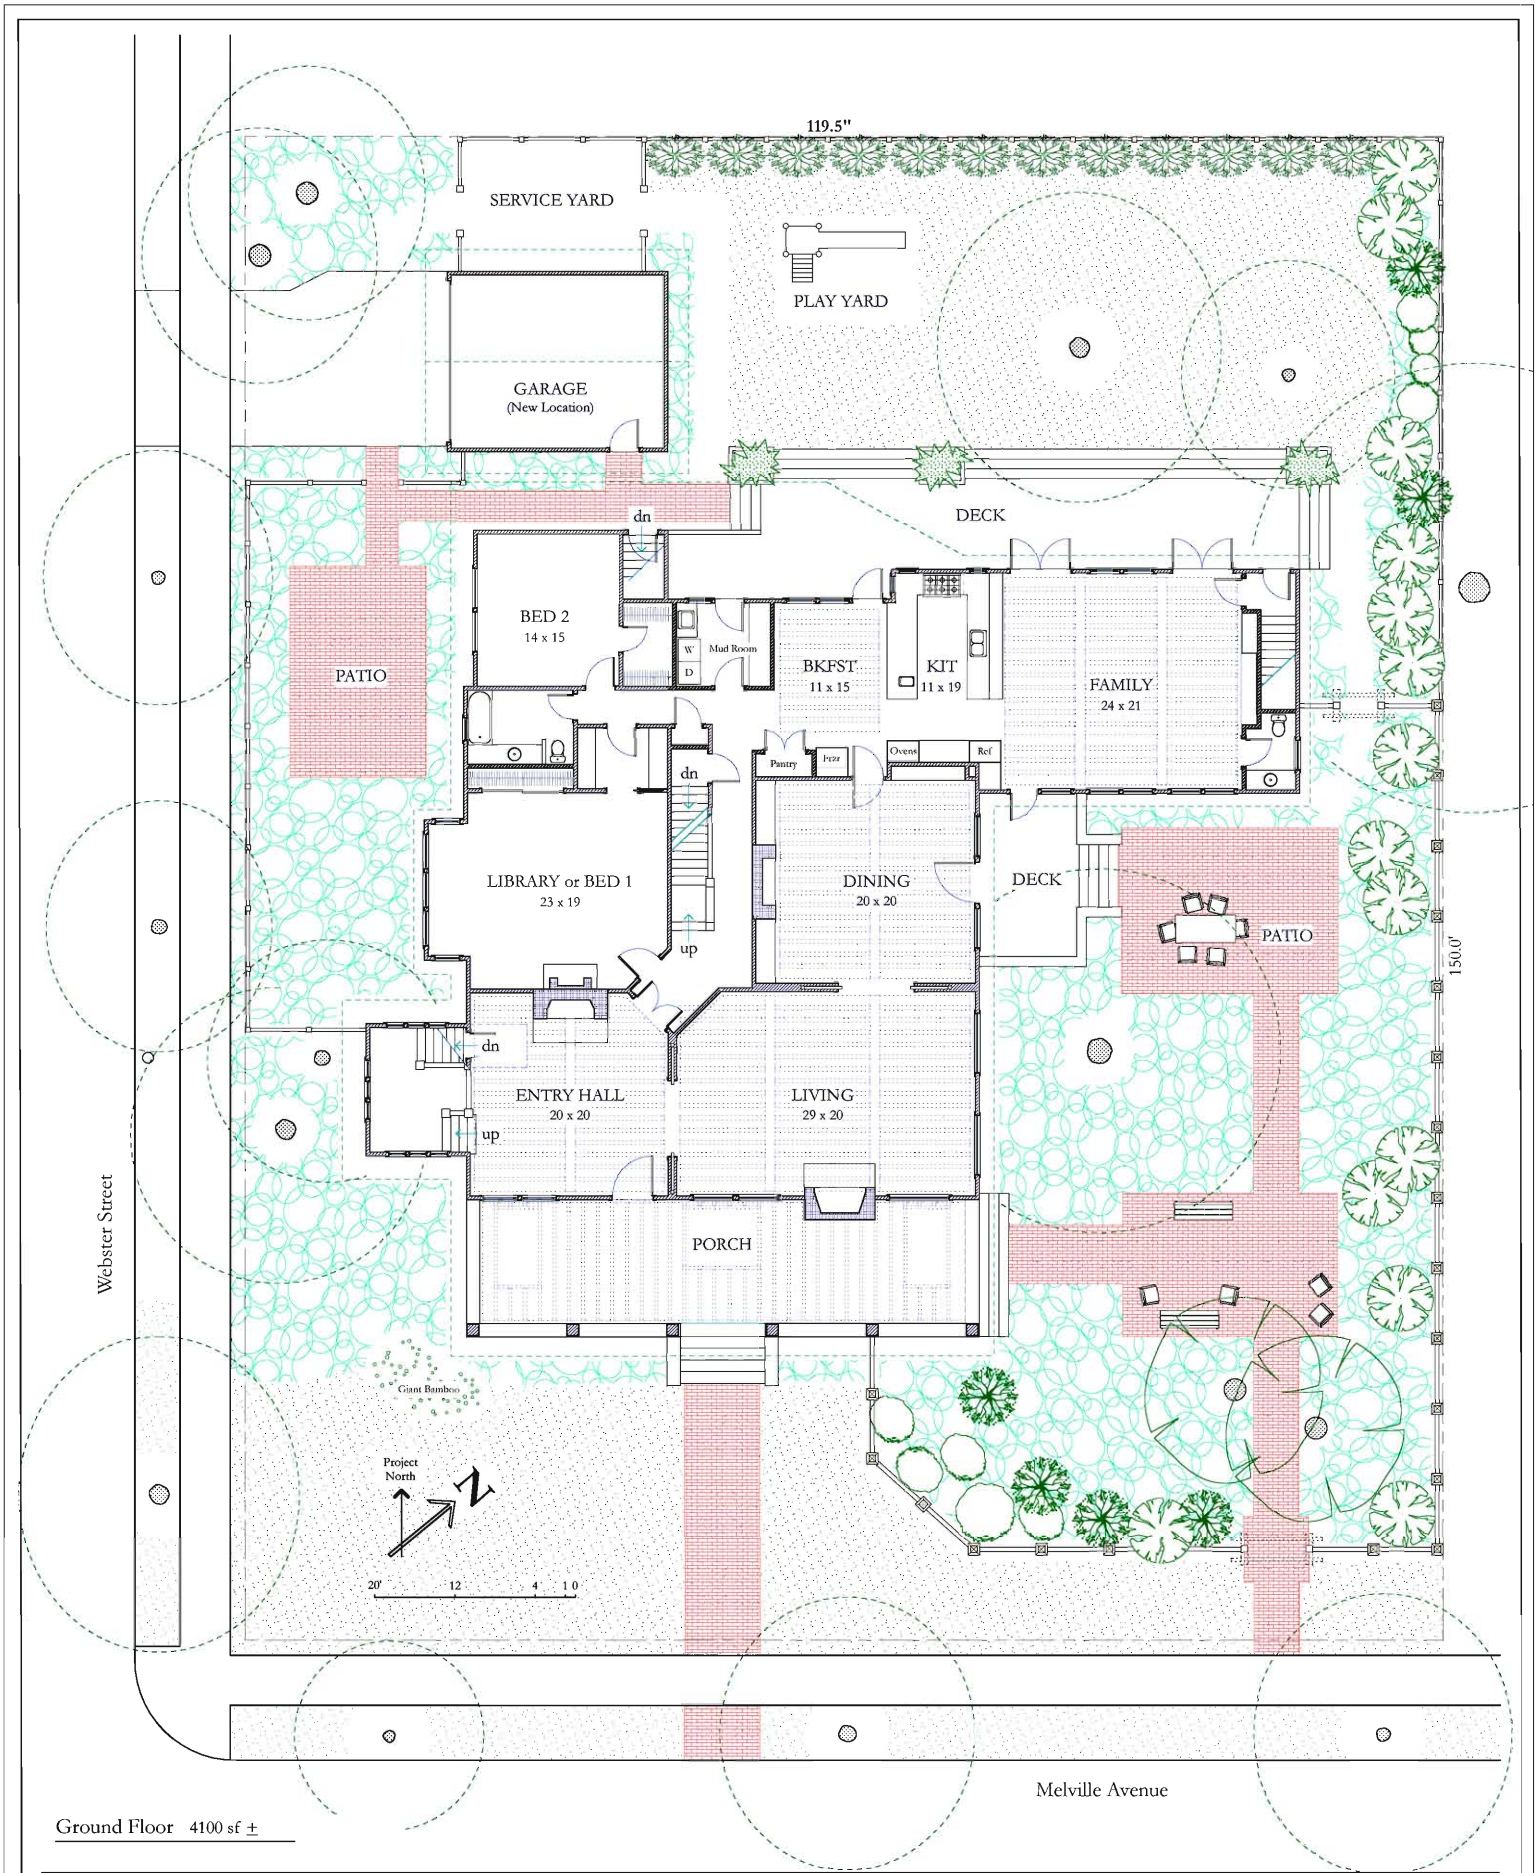 119.5"
SERVICE YARD
PLAY YARD
GARAGE
(New Location)
dn
DECK
BED 2
14 x 15
W
D
Mud Room
BKFST
11 x 15
KIT
11 x 19
FAMILY
24 x 21
PATIO
Ovens
Ref
Pantry
Frzr
dn
LIBRARY or BED 1
23 x 19
up
DINING
20 x 20
DECK
PATIO
150.0'
dn
ENTRY HALL
20 x 20
up
LIVING
29 x 20
PORCH
Webster Street
Giant Bamboo
Project
North
N
20' 12 4 1 0
Melville Avenue
Ground Floor 4100 sf ±